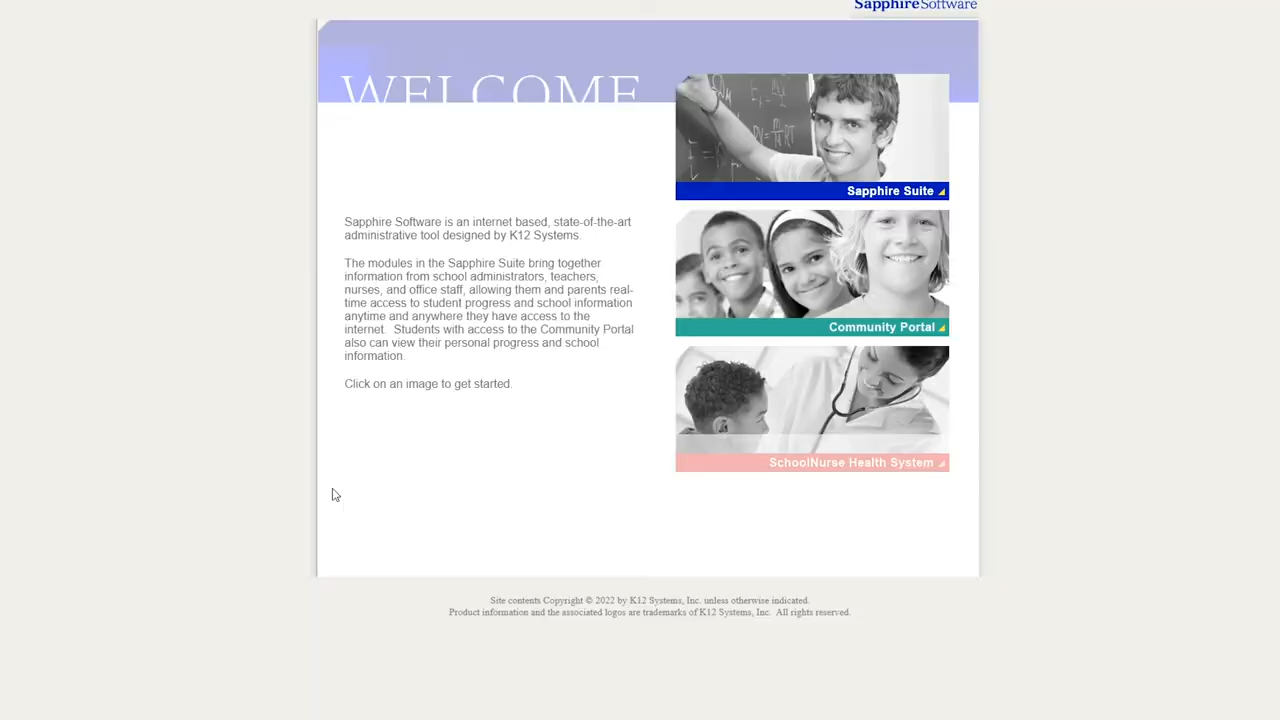 SapphireSoftware
WELCOME
Sapphire Suite
Sapphire Software is an internet based, state-of-the-art
administrative tool designed by K12 Systems.
The modules in the Sapphire Suite bring together
information from school administrators, teachers,
nurses, and office staff, allowing them and parents real-
time access to student progress and school information
anytime and anywhere they have access to the
internet.  Students with access to the Community Portal
also can view their personal progress and school
information.
Click on an image to get started.
Community Portal
SchoolNurse Health System
Site contents Copyright © 2022 by K12 Systems, Inc. unless otherwise indicated.
Product information and the associated logos are trademarks of K12 Systems, Inc.  All rights reserved.